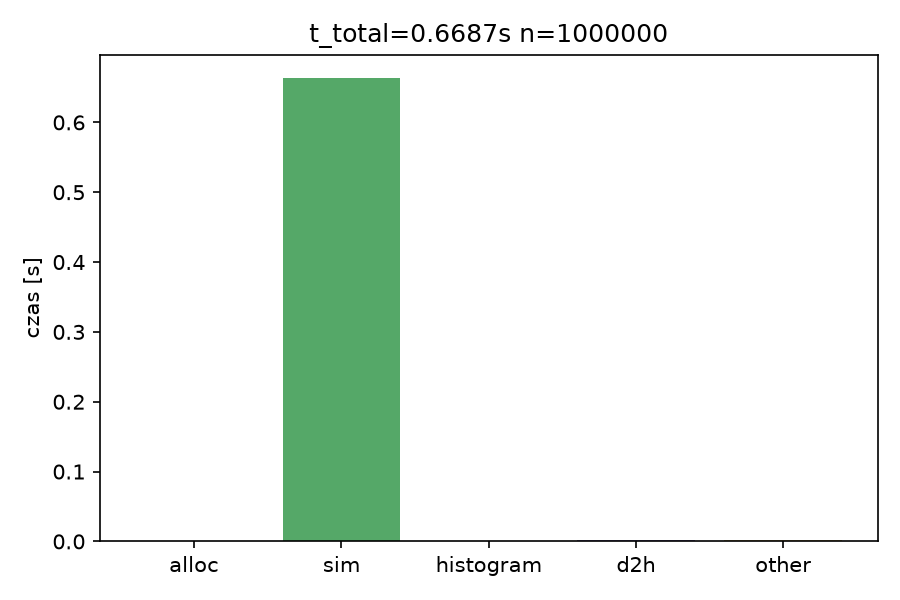 t_total=0.6687s n=1000000
czas [s]
0.6
0.5
0.4
0.3
0.2
0.1
0.0
alloc sim histogram d2h other